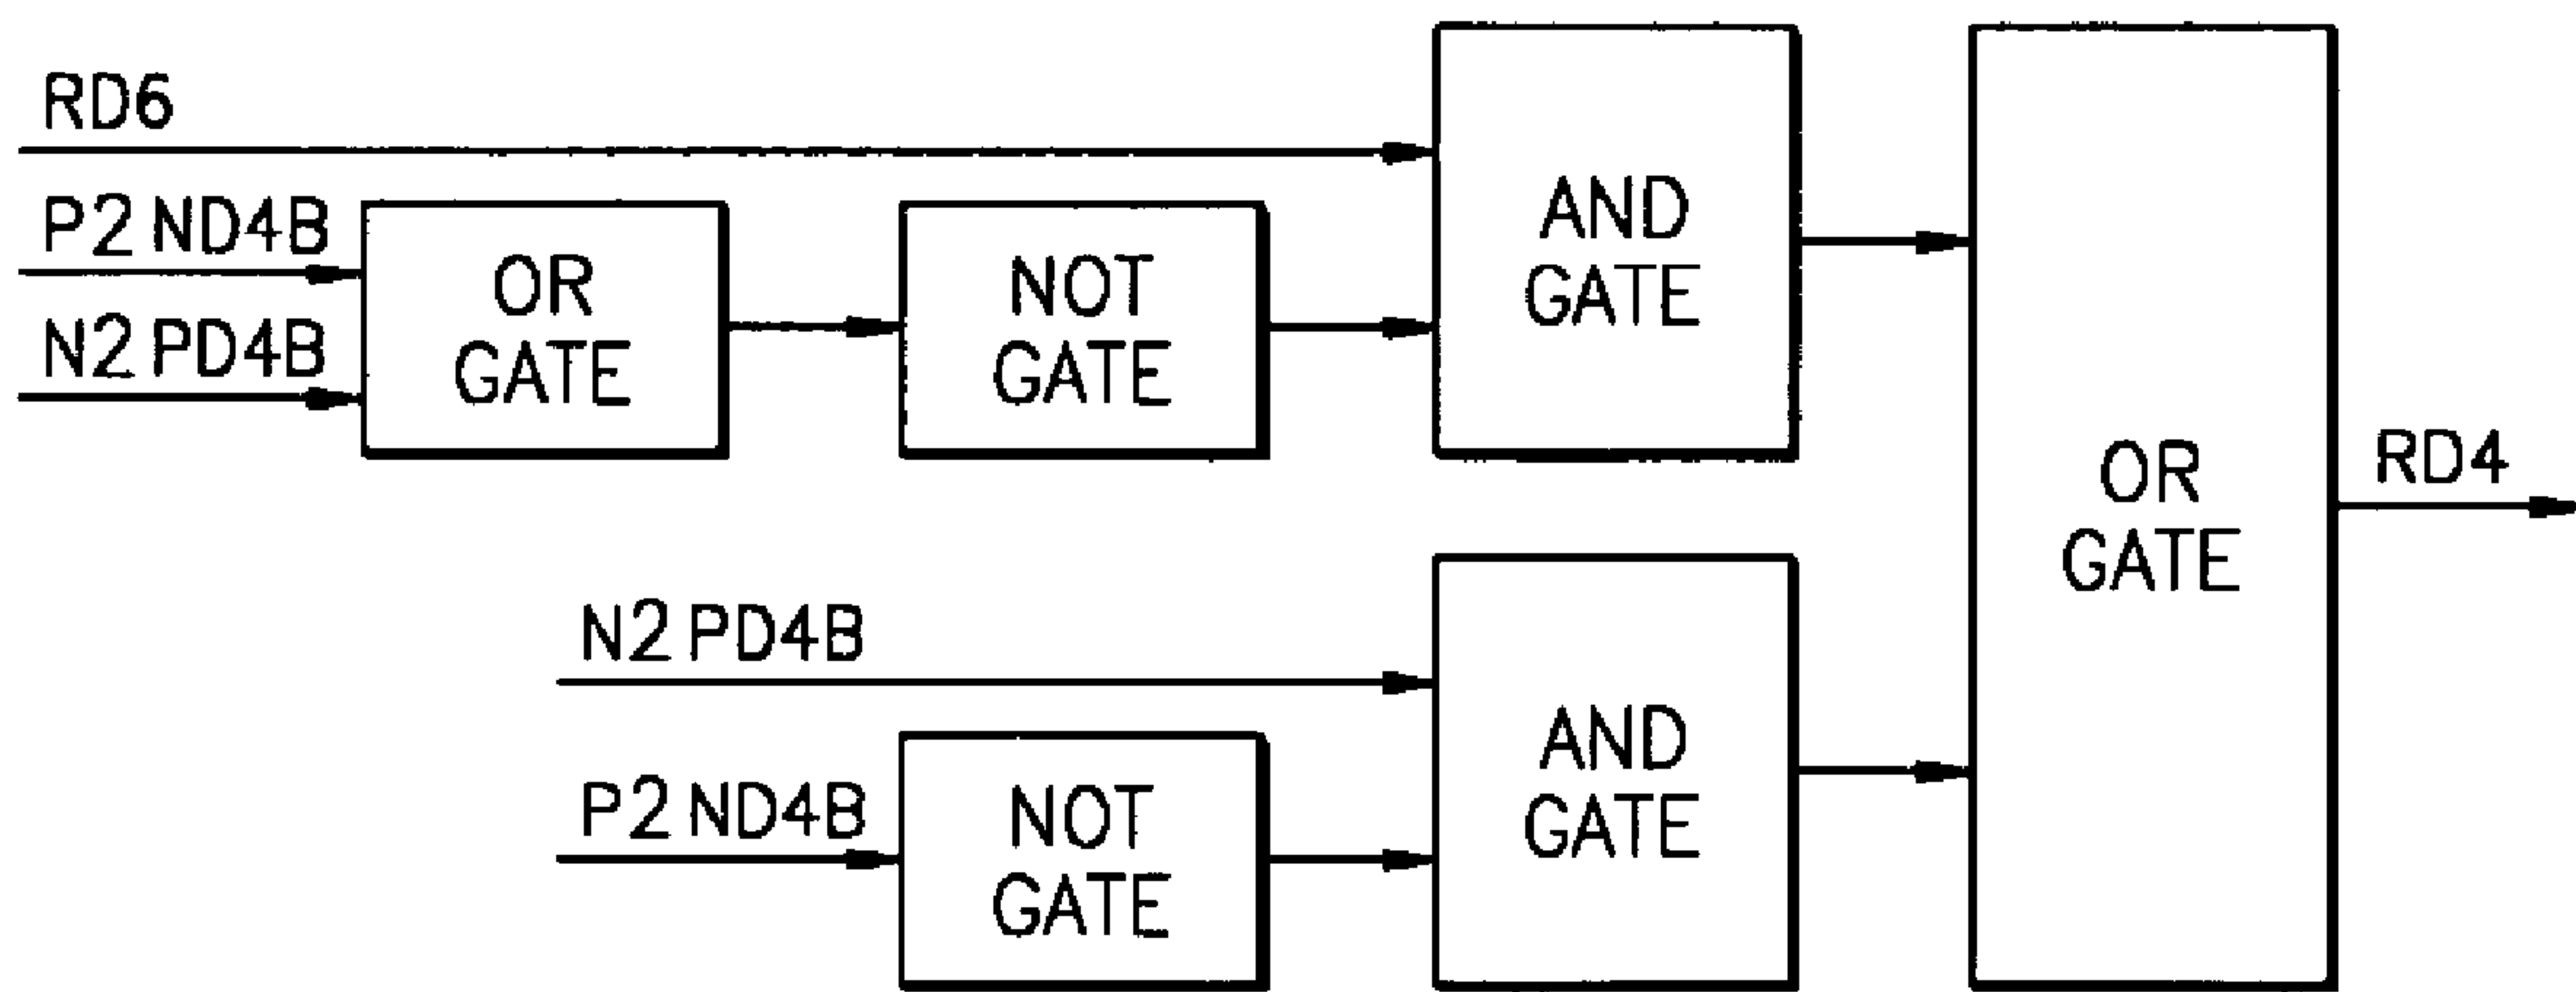 RD6
P2 ND4B
N2 PD4B
OR
GATE
NOT
GATE
AND
GATE
OR
GATE
RD4
N2 PD4B
P2 ND4B
NOT
GATE
AND
GATE